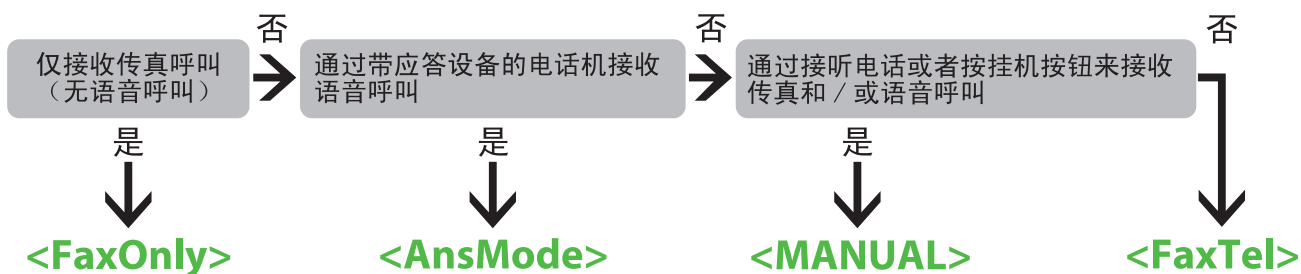 否
否
否
仅接收传真呼叫
（无语音呼叫）
通过带应答设备的电话机接收
语音呼叫
通过接听电话或者按挂机按钮来接收
传真和 / 或语音呼叫
是
是
是
<FaxOnly>
<AnsMode>
<MANUAL>
<FaxTel>